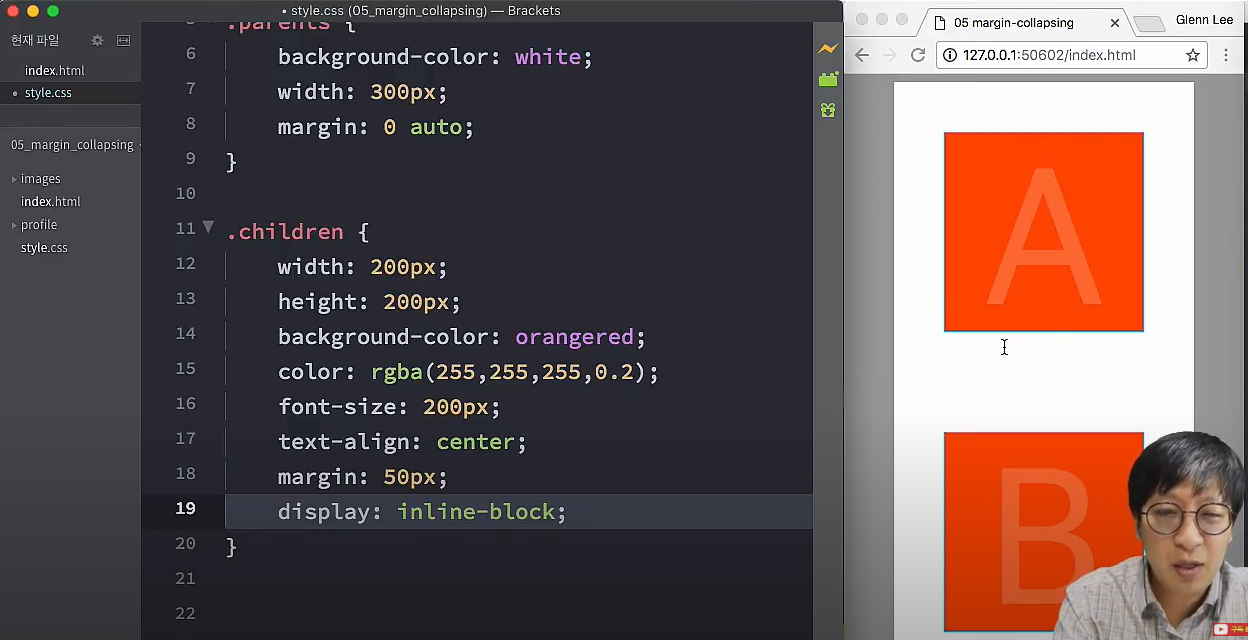 • style.css (05_margin_collapsing) — Brackets
현재 파일
index.html
• style.css
05_margin_collapsing
images
index.html
profile
style.css
.parents {
6 background-color: white;
7 width: 300px;
8 margin: 0 auto;
9 }
10
11 .children {
12 width: 200px;
13 height: 200px;
14 background-color: orangered;
15 color: rgba(255,255,255,0.2);
16 font-size: 200px;
17 text-align: center;
18 margin: 50px;
19 display: inline-block;
20 }
21
22
05 margin-collapsing
Glenn Lee
127.0.0.1:50602/index.html
A
B